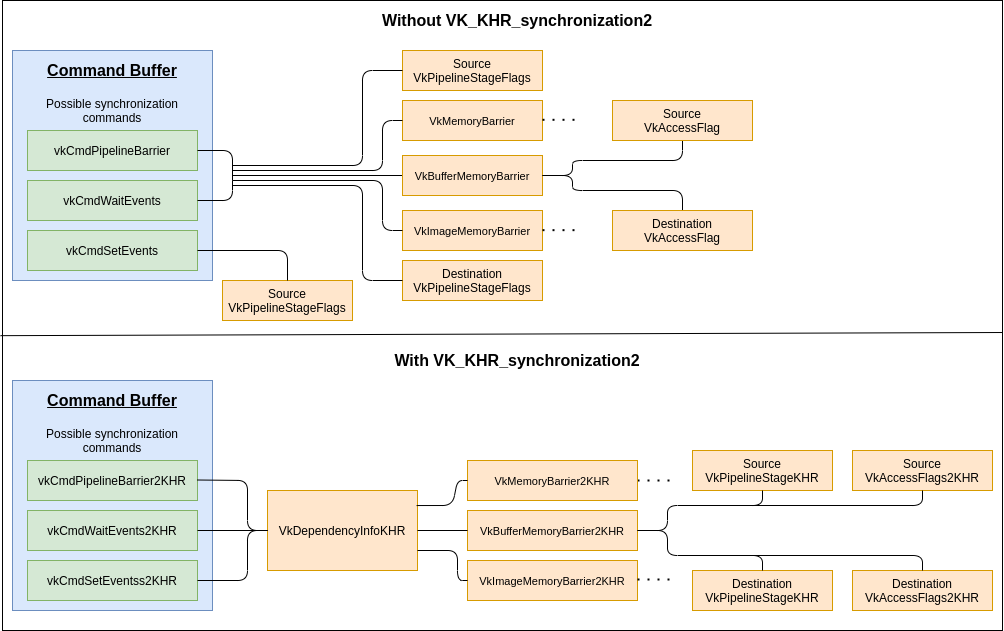 Without VK_KHR_synchronization2
Command Buffer
Possible synchronization
commands
vkCmdPipelineBarrier
vkCmdWaitEvents
vkCmdSetEvents
Source
VkPipelineStageFlags
Source
VkPipelineStageFlags
VkMemoryBarrier
. . . .
VkBufferMemoryBarrier
VkImageMemoryBarrier
. . . .
Destination
VkPipelineStageFlags
Source
VkAccessFlag
Destination
VkAccessFlag
With VK_KHR_synchronization2
Command Buffer
Possible synchronization
commands
vkCmdPipelineBarrier2KHR
vkCmdWaitEvents2KHR
vkCmdSetEventss2KHR
VkDependencyInfoKHR
VkMemoryBarrier2KHR
. . . .
VkBufferMemoryBarrier2KHR
VkImageMemoryBarrier2KHR
. . . .
Source
VkPipelineStageKHR
Source
VkAccessFlags2KHR
Destination
VkPipelineStageKHR
Destination
VkAccessFlags2KHR